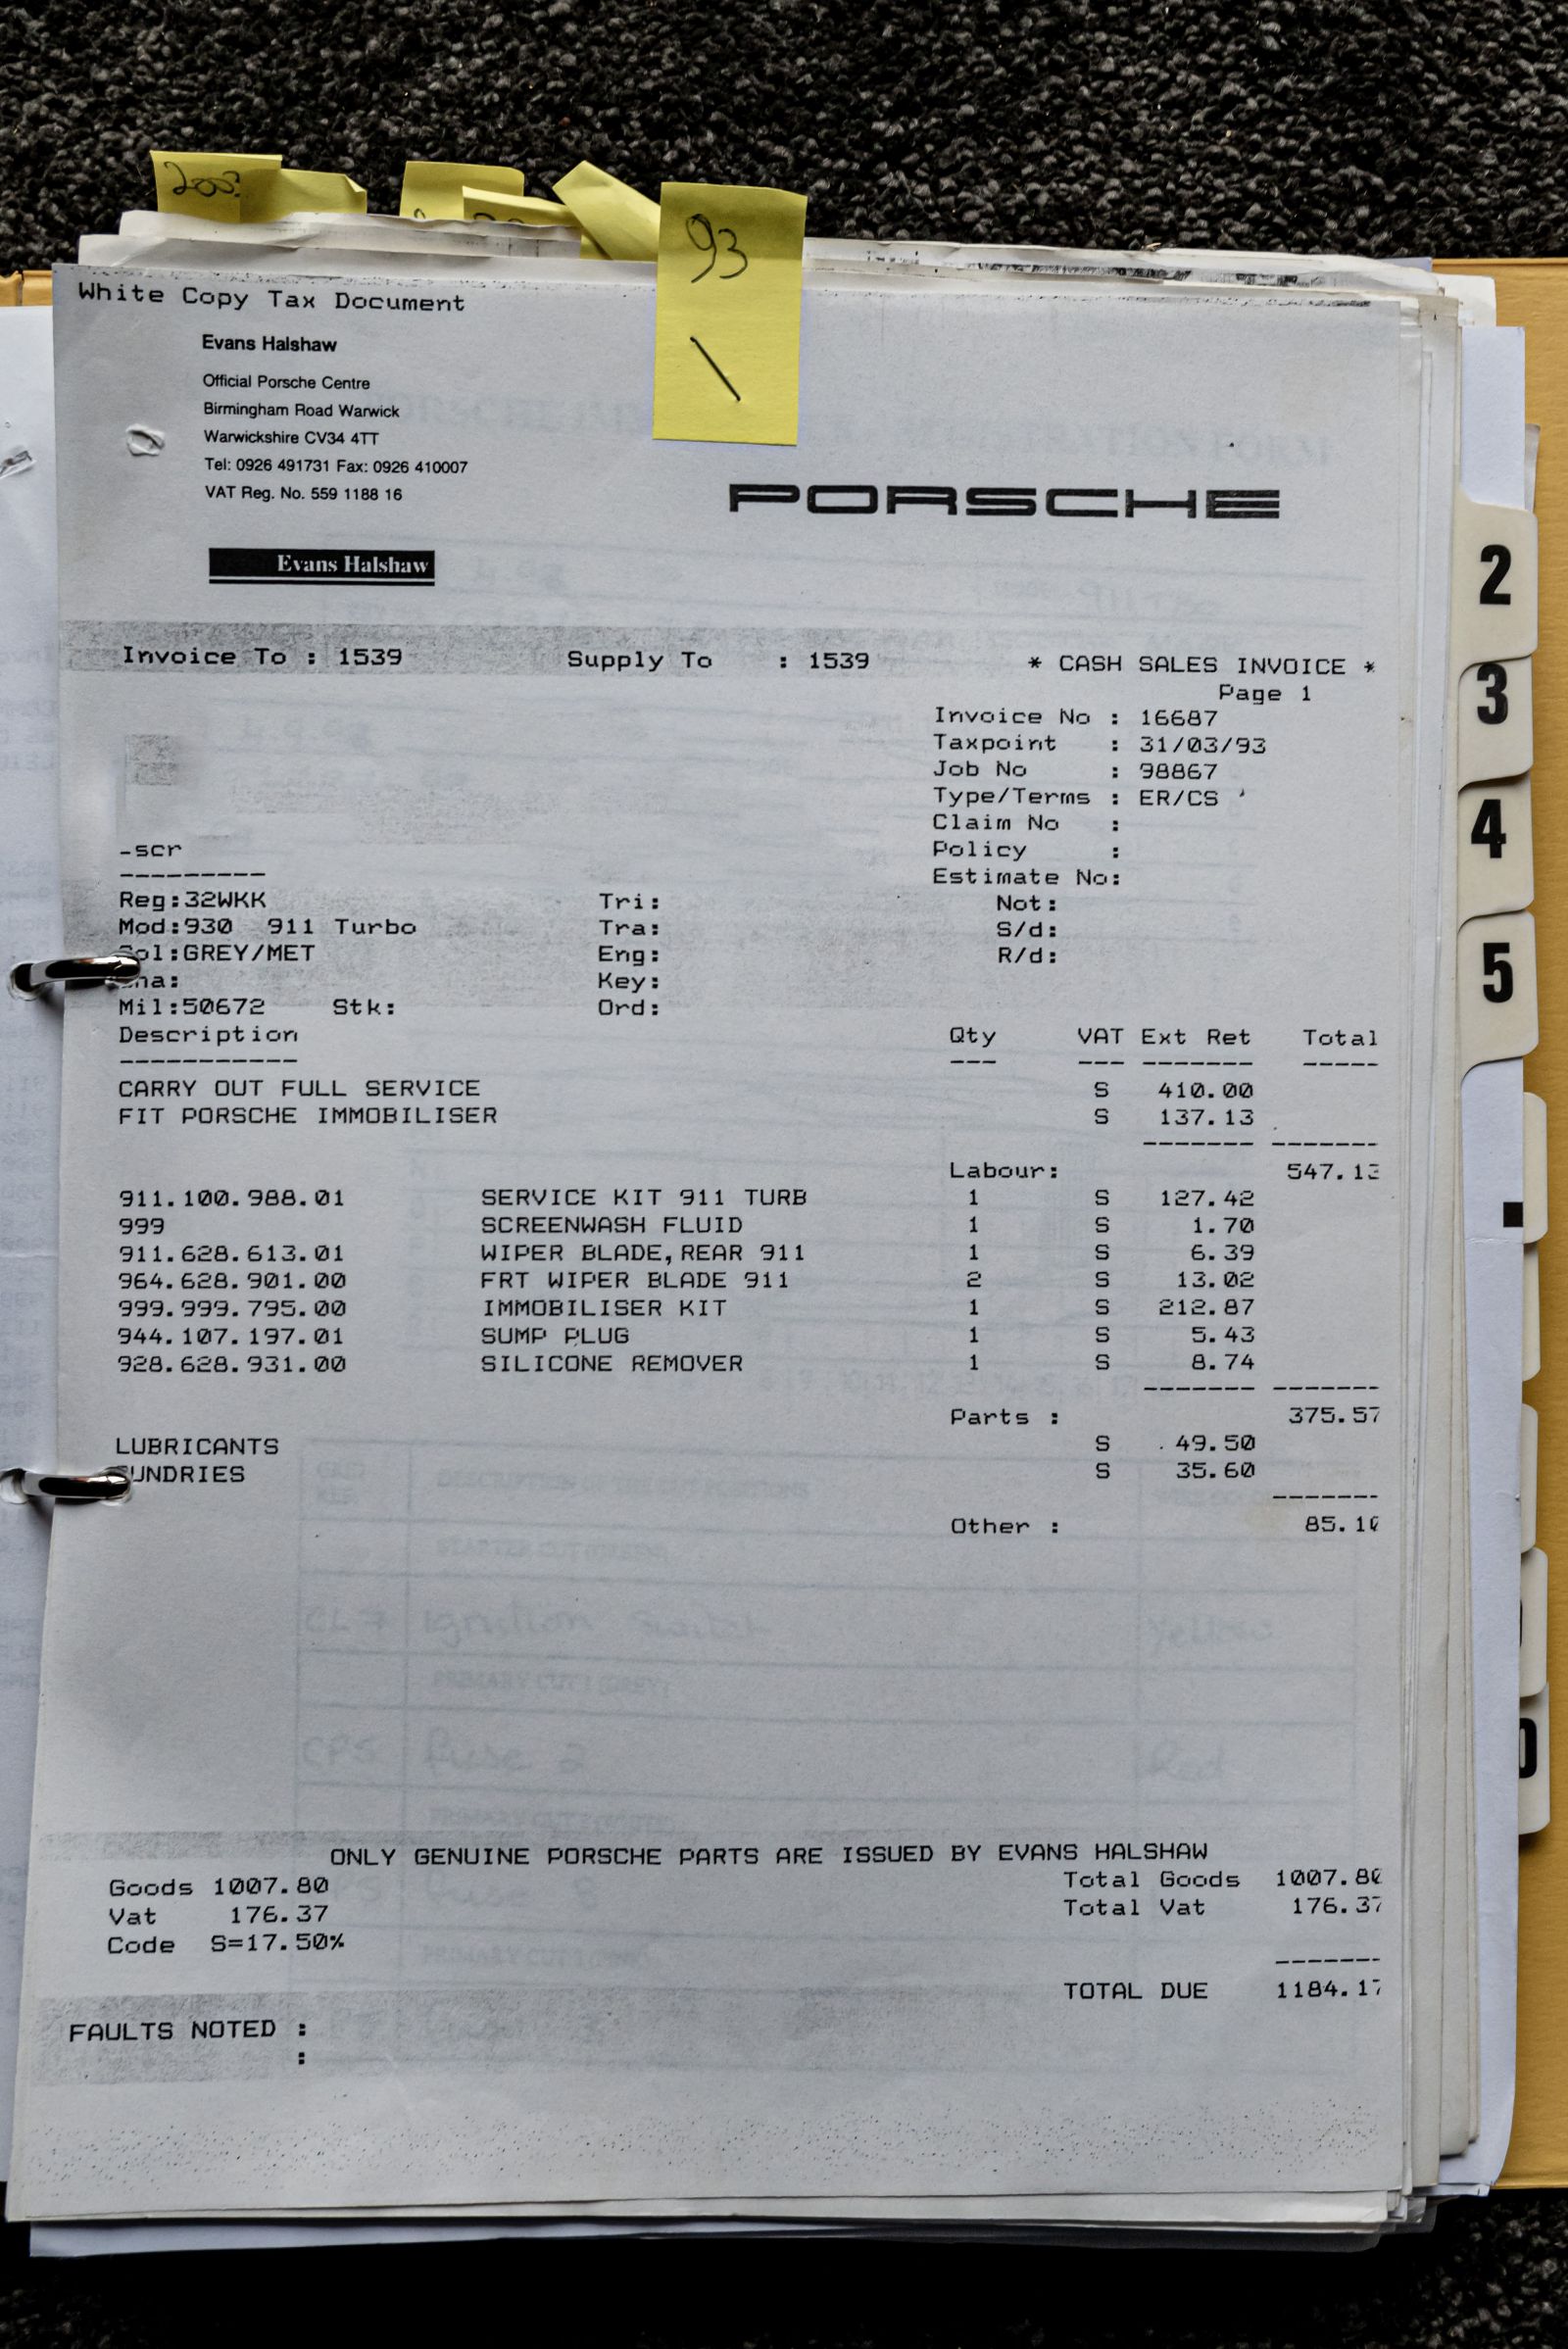 2003
93
White Copy Tax Document
Evans Halshaw
Official Porsche Centre
Birmingham Road Warwick
Warwickshire CV34 4TT
Tel: 0926 491731 Fax: 0926 410007
VAT Reg. No. 559 1188 16
PORSCHE
Evans Halshaw
Invoice To : 1539 Supply To : 1539 * CASH SALES INVOICE *
Page 1
Invoice No : 16687
Taxpoint : 31/03/93
Job No : 98867
Type/Terms : ER/CS
Claim No :
-scr Policy :
Estimate No:
Reg:32WKK Tri: Not:
Mod:930 911 Turbo Tra: S/d:
Col:GREY/MET Eng: R/d:
Cha: Key:
Mil:50672 Stk: Ord:
Description Qty VAT Ext Ret Total
CARRY OUT FULL SERVICE S 410.00
FIT PORSCHE IMMOBILISER S 137.13
Labour: 547.13
911.100.988.01 SERVICE KIT 911 TURB 1 S 127.42
999 SCREENWASH FLUID 1 S 1.70
911.628.613.01 WIPER BLADE,REAR 911 1 S 6.39
964.628.901.00 FRT WIPER BLADE 911 2 S 13.02
999.999.795.00 IMMOBILISER KIT 1 S 212.87
944.107.197.01 SUMP PLUG 1 S 5.43
928.628.931.00 SILICONE REMOVER 1 S 8.74
Parts : 375.57
LUBRICANTS S 49.50
SUNDRIES S 35.60
Other : 85.10
ONLY GENUINE PORSCHE PARTS ARE ISSUED BY EVANS HALSHAW
Goods 1007.80 Total Goods 1007.80
Vat 176.37 Total Vat 176.37
Code S=17.50%
TOTAL DUE 1184.17
FAULTS NOTED :
:
2
3
4
5